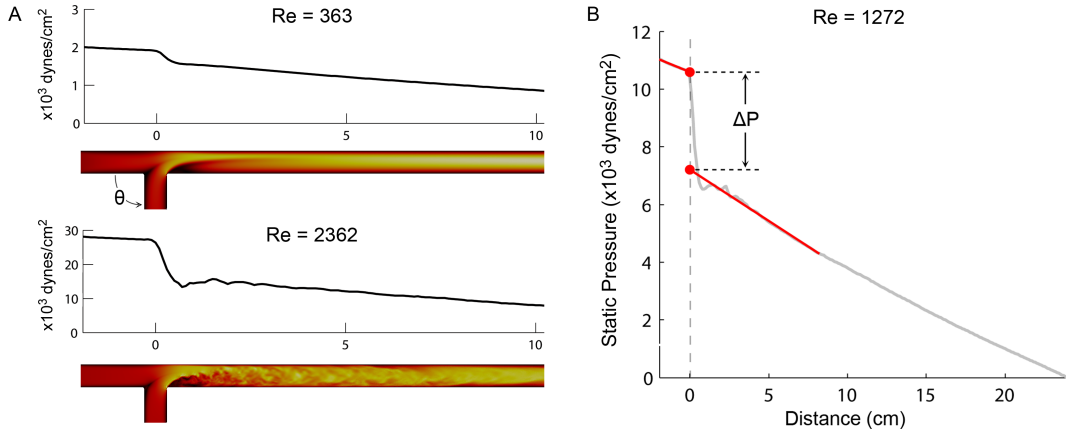 A
Re = 363
x10³ dynes/cm²
3
2
1
0
0
5
10
θ
Re = 2362
x10³ dynes/cm²
30
20
10
0
0
5
10
B
Re = 1272
Static Pressure (x10³ dynes/cm²)
12
10
8
6
4
2
0
ΔP
0
5
10
15
20
Distance (cm)